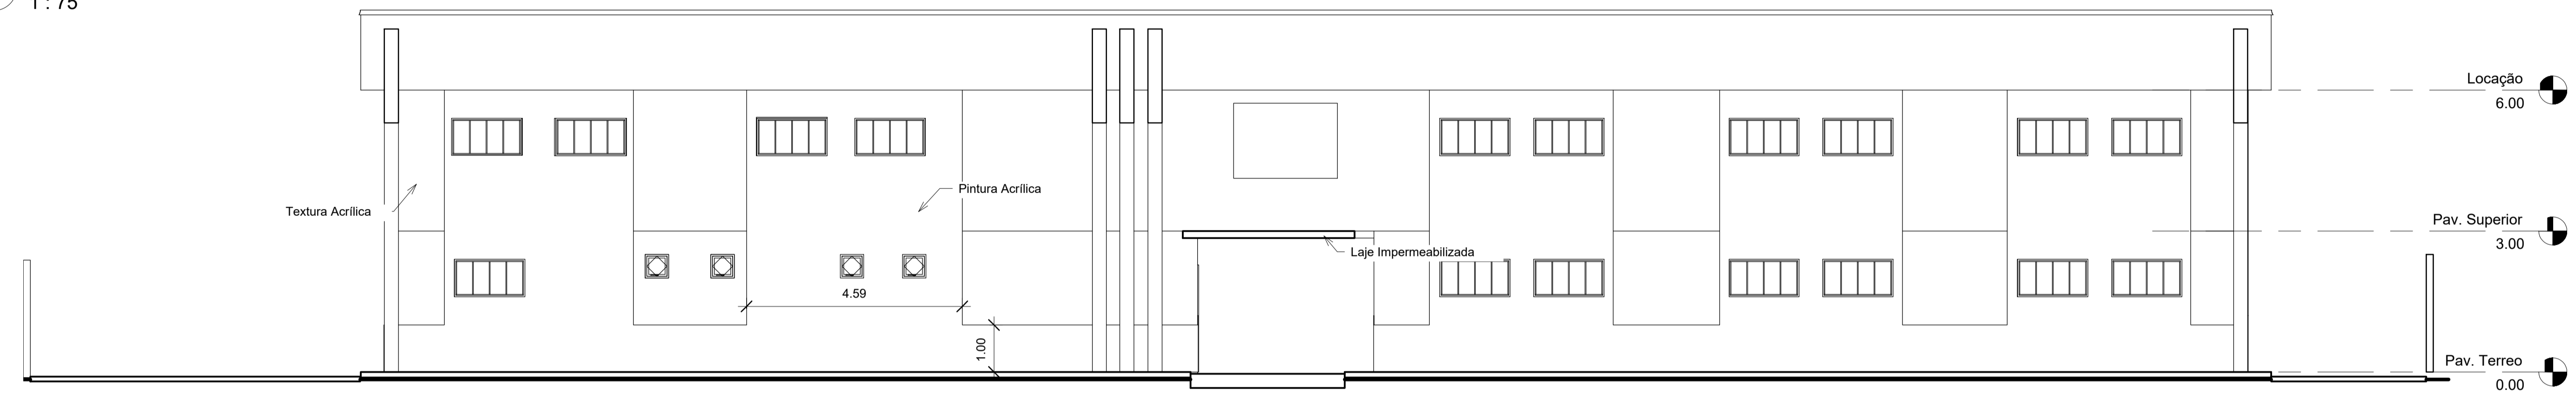 1 : 75
Locação
6.00
Textura Acrílica
Pintura Acrílica
Pav. Superior
3.00
Laje Impermeabilizada
4.59
1.00
Pav. Terreo
0.00